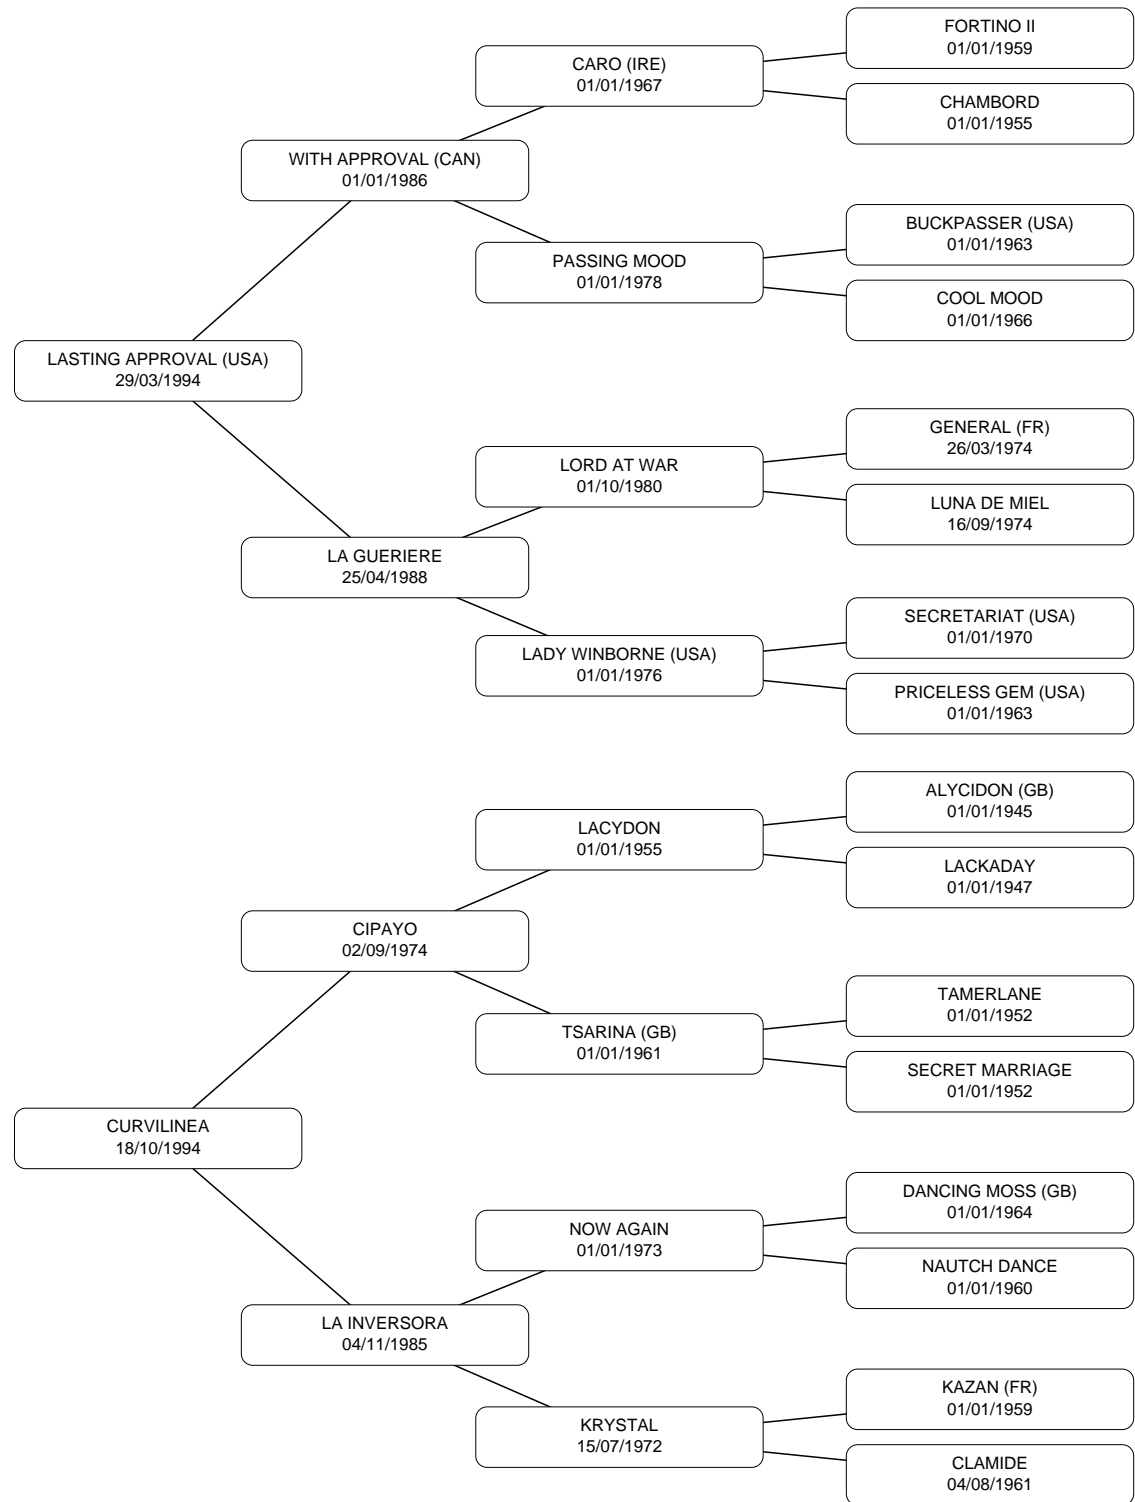 FORTINO II
01/01/1959
CARO (IRE)
01/01/1967
CHAMBORD
01/01/1955
WITH APPROVAL (CAN)
01/01/1986
BUCKPASSER (USA)
01/01/1963
PASSING MOOD
01/01/1978
COOL MOOD
01/01/1966
LASTING APPROVAL (USA)
29/03/1994
GENERAL (FR)
26/03/1974
LORD AT WAR
01/10/1980
LUNA DE MIEL
16/09/1974
LA GUERIERE
25/04/1988
SECRETARIAT (USA)
01/01/1970
LADY WINBORNE (USA)
01/01/1976
PRICELESS GEM (USA)
01/01/1963
ALYCIDON (GB)
01/01/1945
LACYDON
01/01/1955
LACKADAY
01/01/1947
CIPAYO
02/09/1974
TAMERLANE
01/01/1952
TSARINA (GB)
01/01/1961
SECRET MARRIAGE
01/01/1952
CURVILINEA
18/10/1994
DANCING MOSS (GB)
01/01/1964
NOW AGAIN
01/01/1973
NAUTCH DANCE
01/01/1960
LA INVERSORA
04/11/1985
KAZAN (FR)
01/01/1959
KRYSTAL
15/07/1972
CLAMIDE
04/08/1961